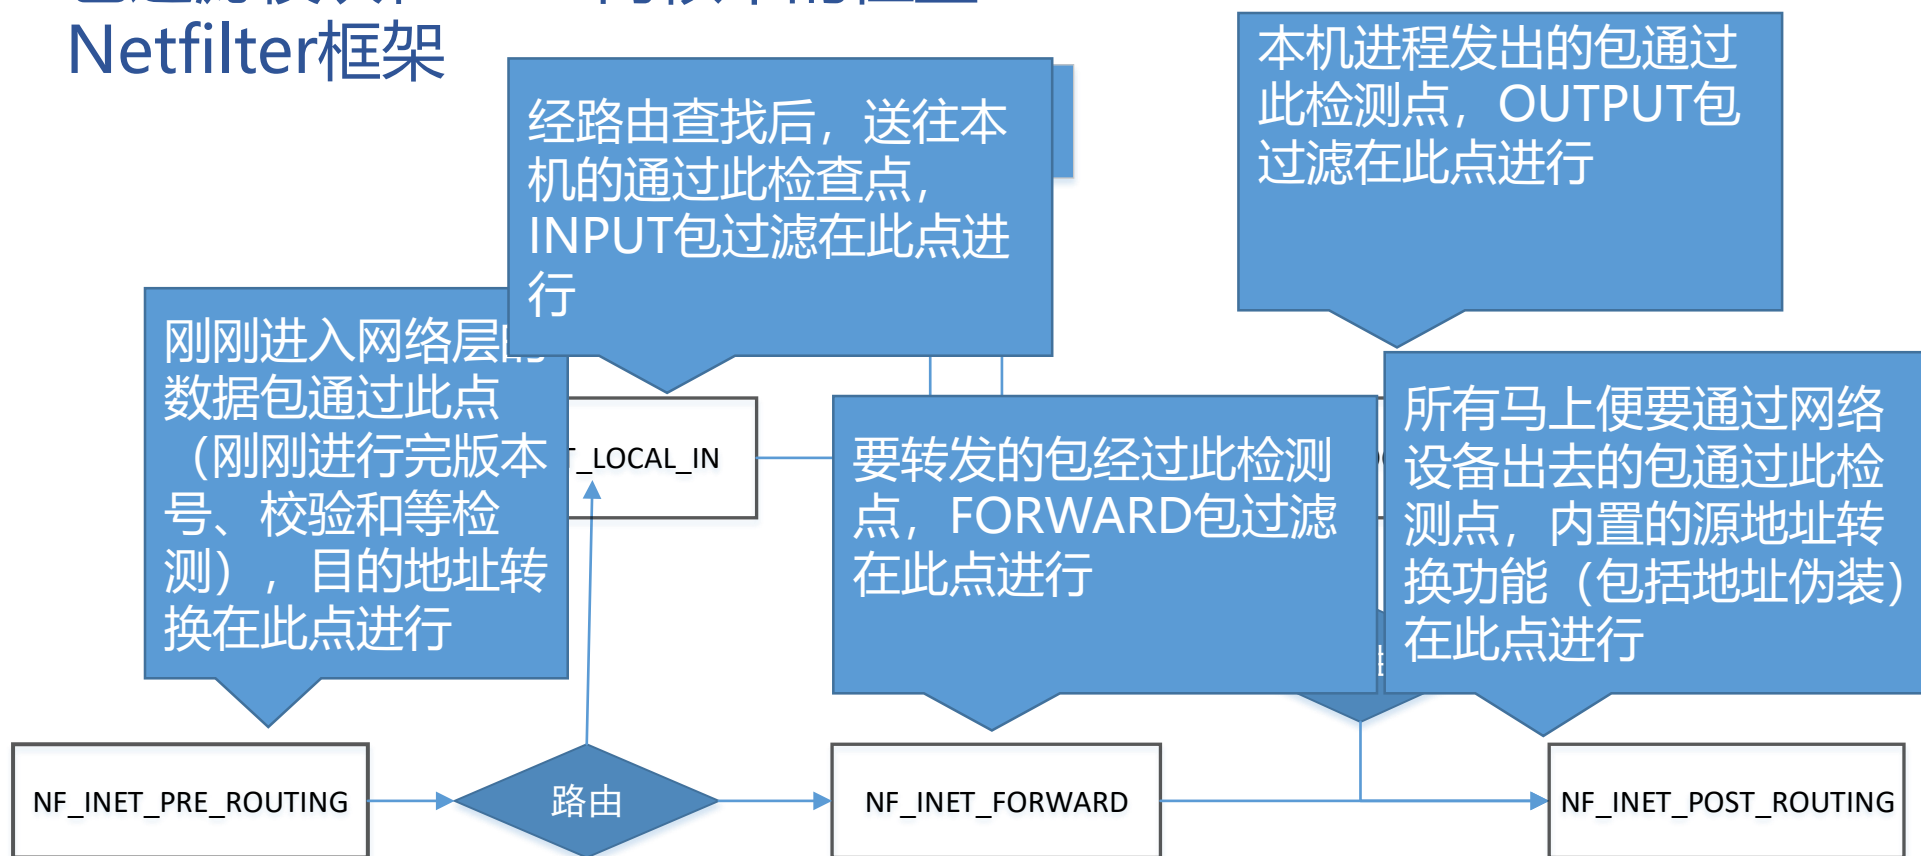 Netfilter框架
本机进程发出的包通过
此检测点，OUTPUT包
过滤在此点进行
经路由查找后，送往本
机的通过此检查点，
INPUT包过滤在此点进
行
刚刚进入网络层的
数据包通过此点
（刚刚进行完版本
号、校验和等检
测），目的地址转
换在此点进行
T_LOCAL_IN
要转发的包经过此检测
点，FORWARD包过滤
在此点进行
所有马上便要通过网络
设备出去的包通过此检
测点，内置的源地址转
换功能（包括地址伪装）
在此点进行
NF_INET_PRE_ROUTING
路由
NF_INET_FORWARD
NF_INET_POST_ROUTING